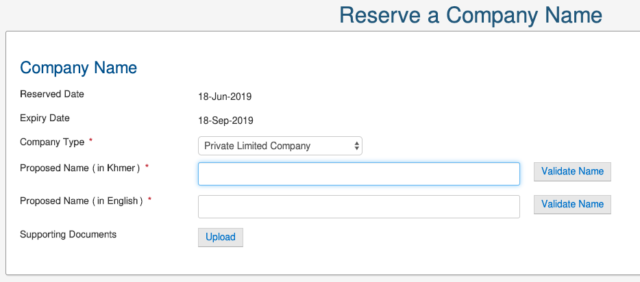 Reserve a Company Name
Company Name
Reserved Date 18-Jun-2019
Expiry Date 18-Sep-2019
Company Type * Private Limited Company
Proposed Name ( in Khmer ) * Validate Name
Proposed Name ( in English ) * Validate Name
Supporting Documents Upload